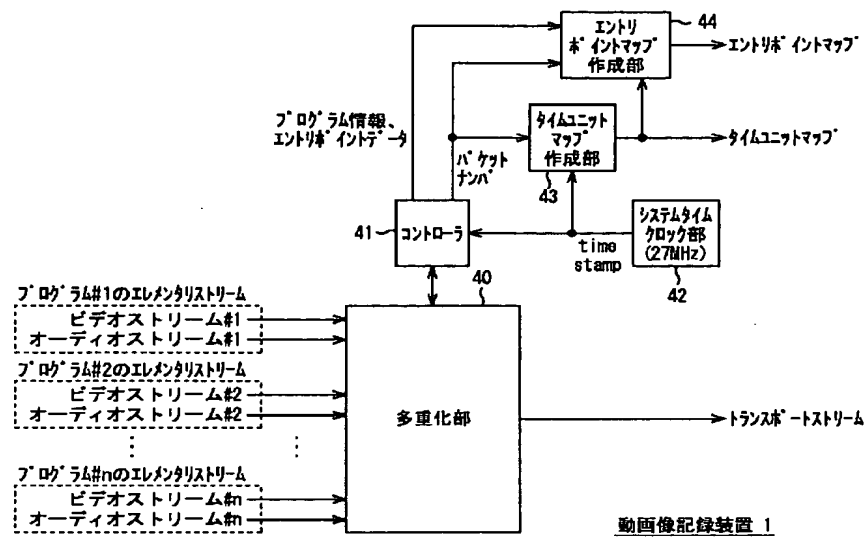 44
エントリ
ポイントマップ
作成部
エントリポイントマップ
プログラム情報、
エントリポイントデータ
パケット
ナンバ
タイムユニット
マップ
作成部
43
タイムユニットマップ
41
コントローラ
time
stamp
システムタイム
クロック部
(27MHz)
42
40
プログラム#1のエレメンタリストリーム
ビデオストリーム#1
オーディオストリーム#1
プログラム#2のエレメンタリストリーム
ビデオストリーム#2
オーディオストリーム#2
プログラム#nのエレメンタリストリーム
ビデオストリーム#n
オーディオストリーム#n
多重化部
トランスポートストリーム
動画像記録装置 1